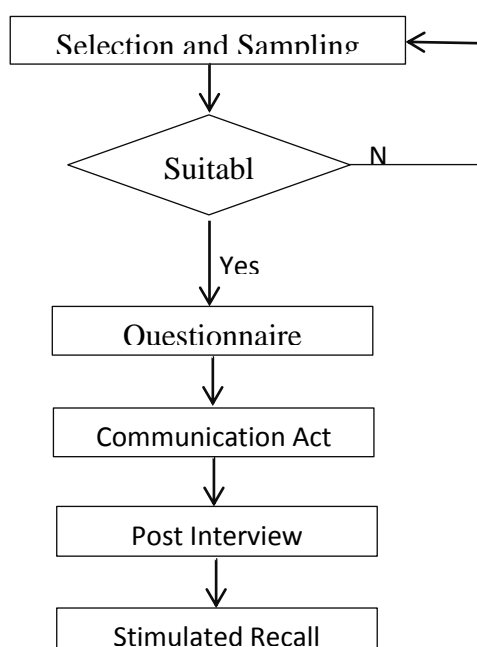 Selection and Sampling
Suitabl
N
Yes
Questionnaire
Communication Act
Post Interview
Stimulated Recall